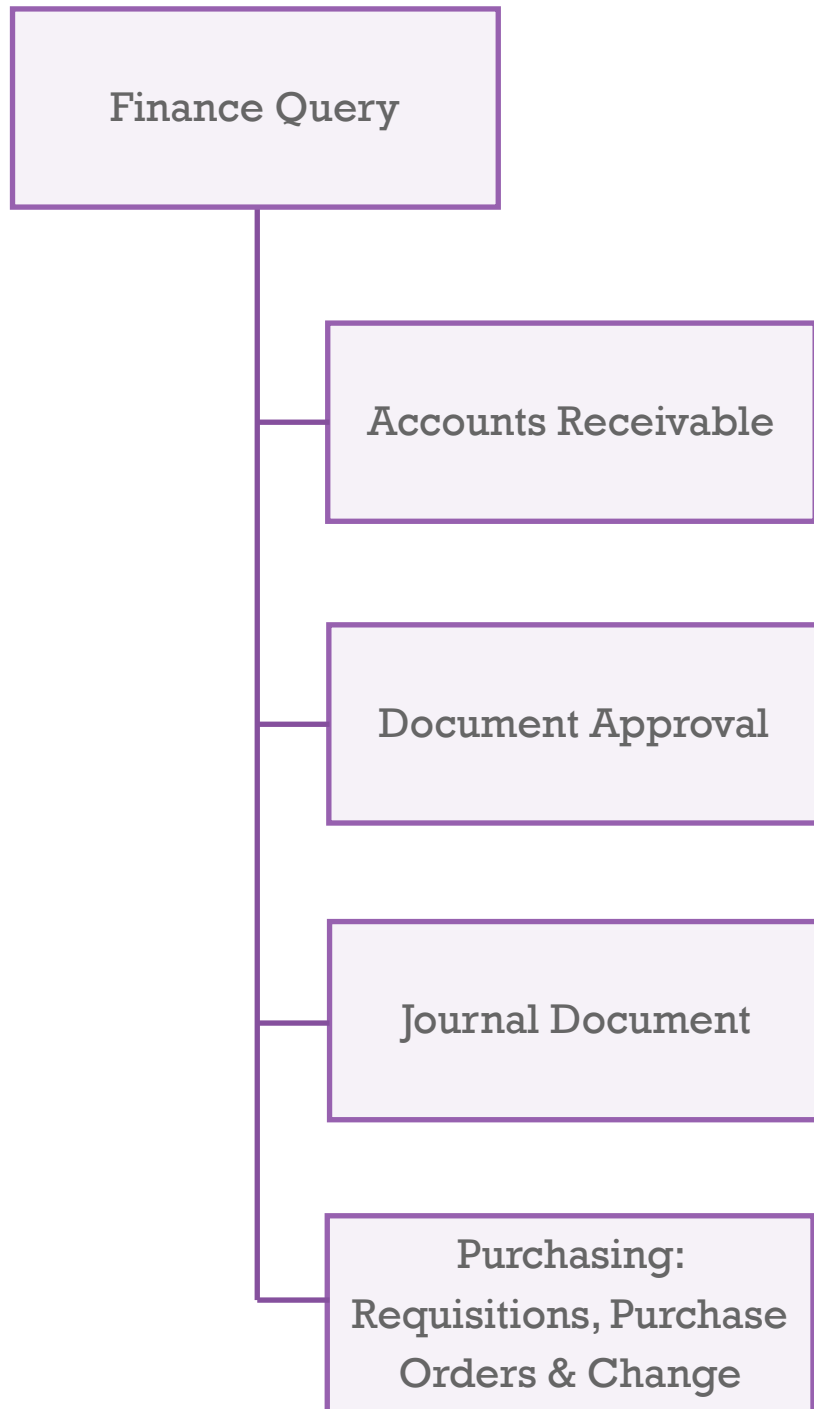 Finance Query
Accounts Receivable
Document Approval
Journal Document
Purchasing:
Requisitions, Purchase
Orders & Change